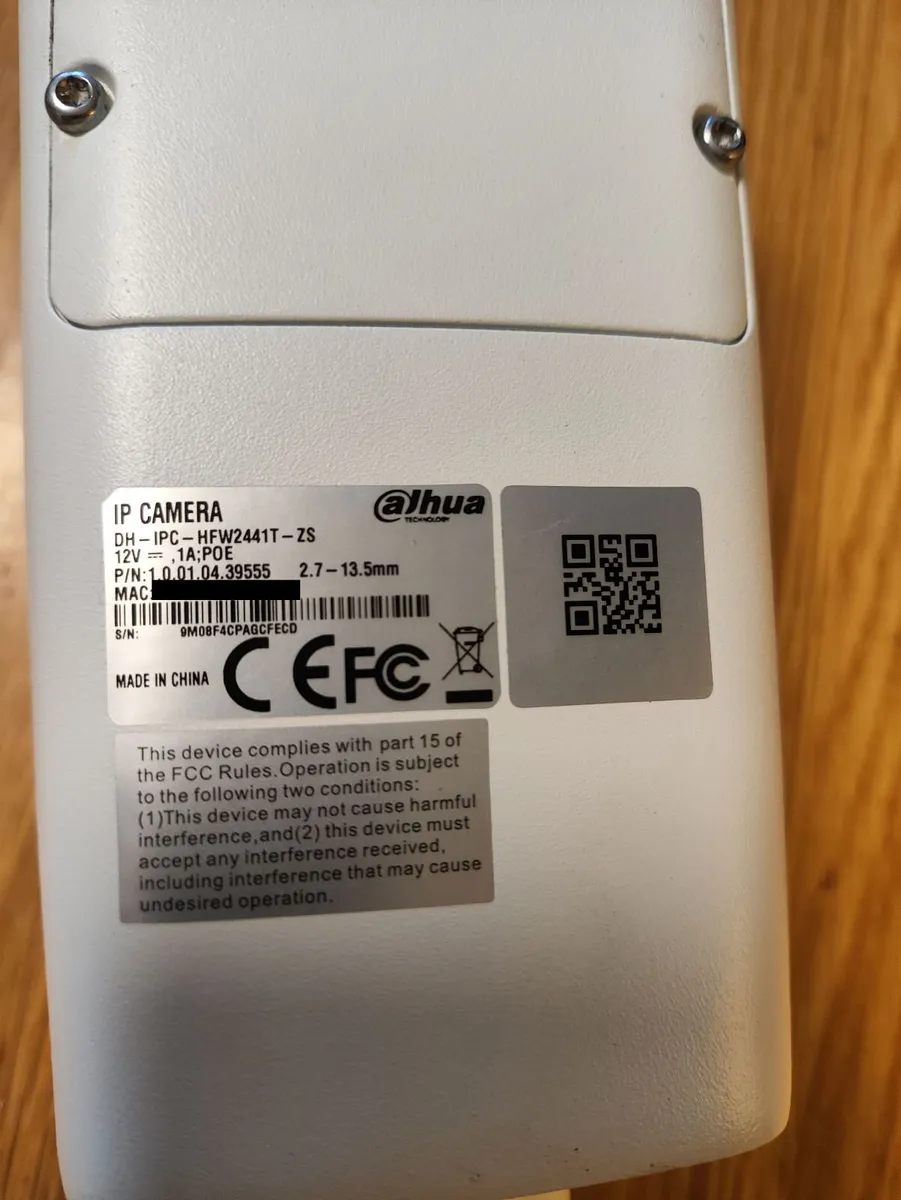 IP CAMERA
alhua
TECHNOLOGY
DH-IPC-HFW2441T-ZS
12V ⎓ ,1A;POE
P/N:1.0.01.04.39555 2.7-13.5mm
MAC:
S/N: 9M08F4CPAGCFECD
MADE IN CHINA CE FC
This device complies with part 15 of
the FCC Rules.Operation is subject
to the following two conditions:
(1)This device may not cause harmful
interference,and(2) this device must
accept any interference received,
including interference that may cause
undesired operation.